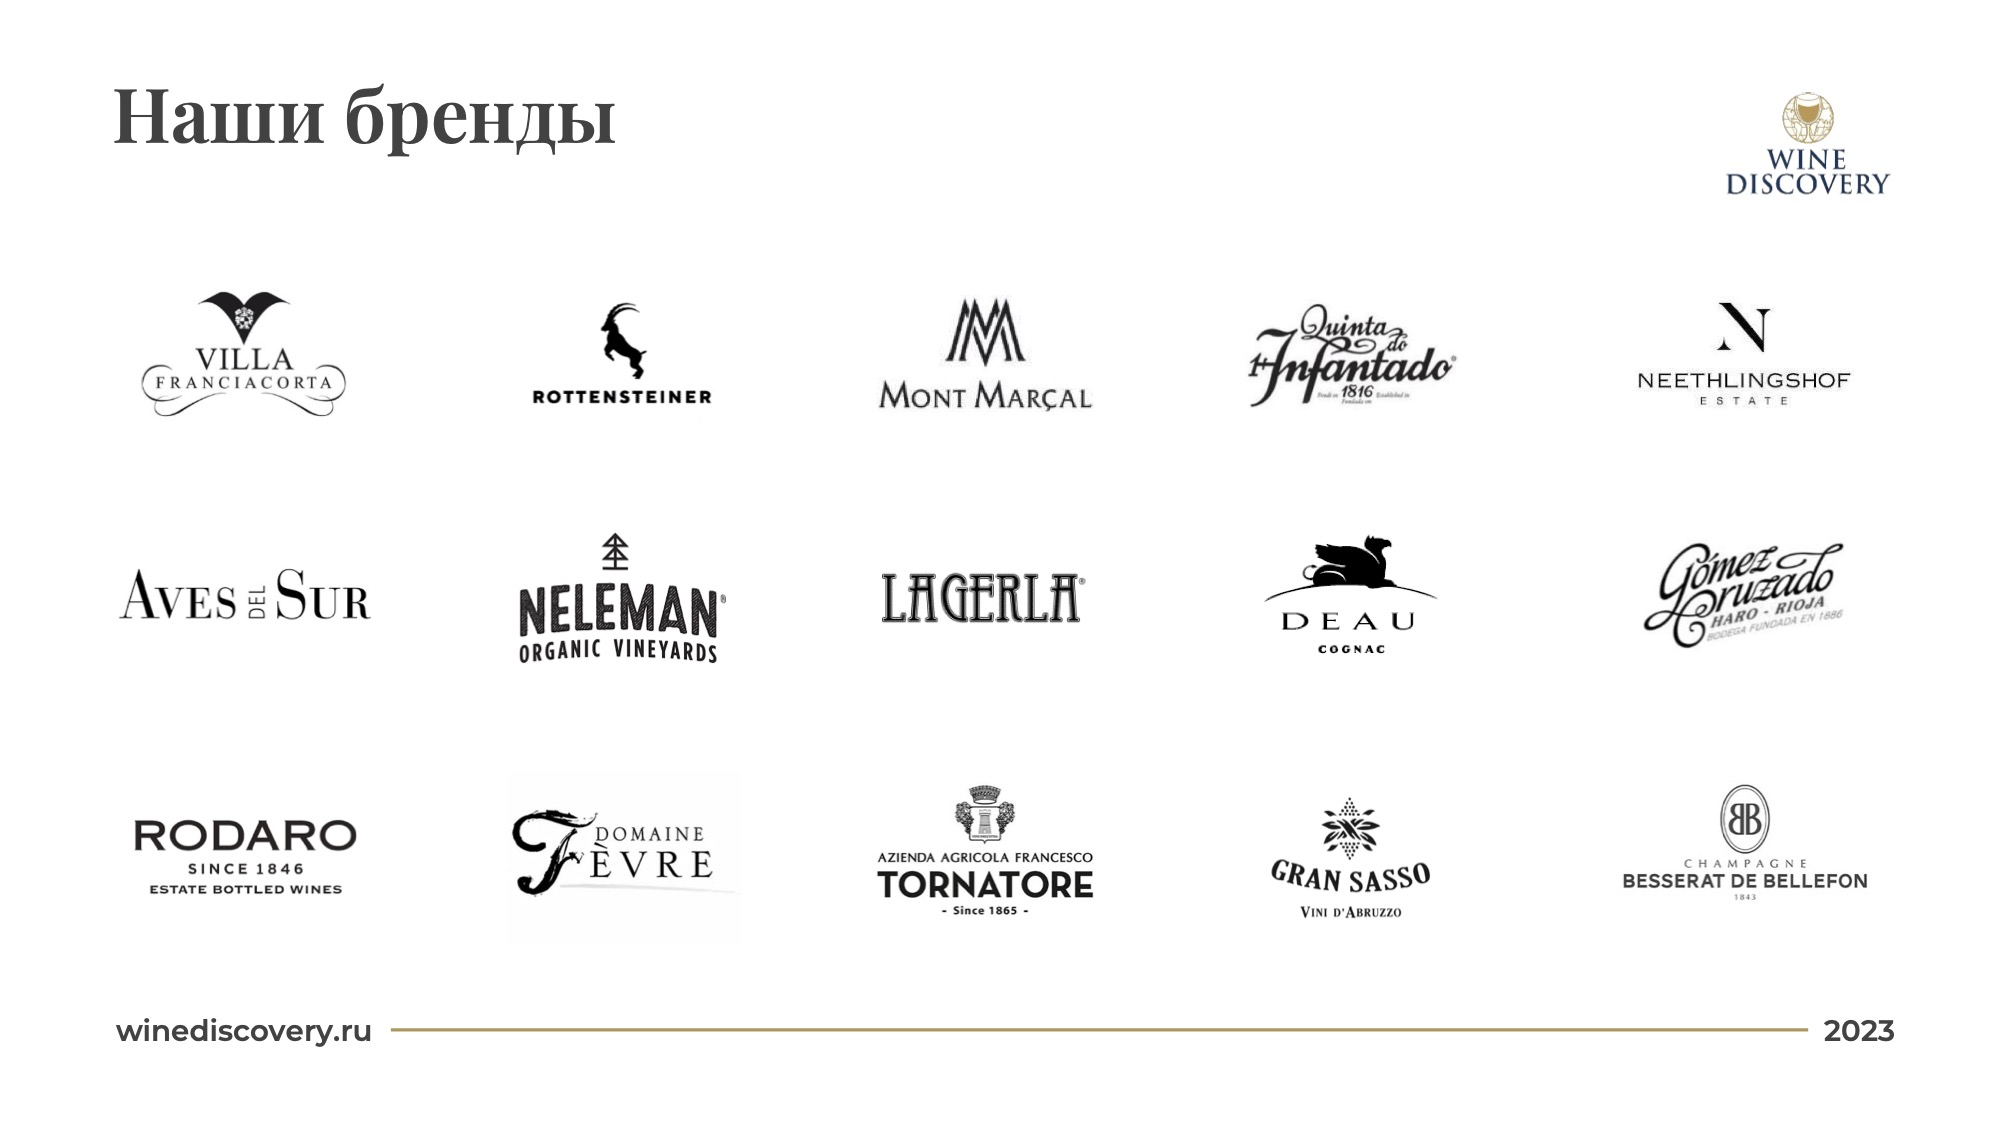 Наши бренды
WINE
DISCOVERY
VILLA
FRANCIACORTA
ROTTENSTEINER
MONT MARÇAL
Quinta
do
Infantado
1816
NEETHLINGSHOF
ESTATE
AVES DEL SUR
NELEMAN®
ORGANIC VINEYARDS
LAGERLA®
DEAU
COGNAC
Gómez
Cruzado
HARO - RIOJA
BODEGA FUNDADA EN 1886
RODARO
SINCE 1846
ESTATE BOTTLED WINES
DOMAINE
FÈVRE
AZIENDA AGRICOLA FRANCESCO
TORNATORE
- Since 1865 -
GRAN SASSO
VINI D'ABRUZZO
BB
CHAMPAGNE
BESSERAT DE BELLEFON
1843
winediscovery.ru
2023